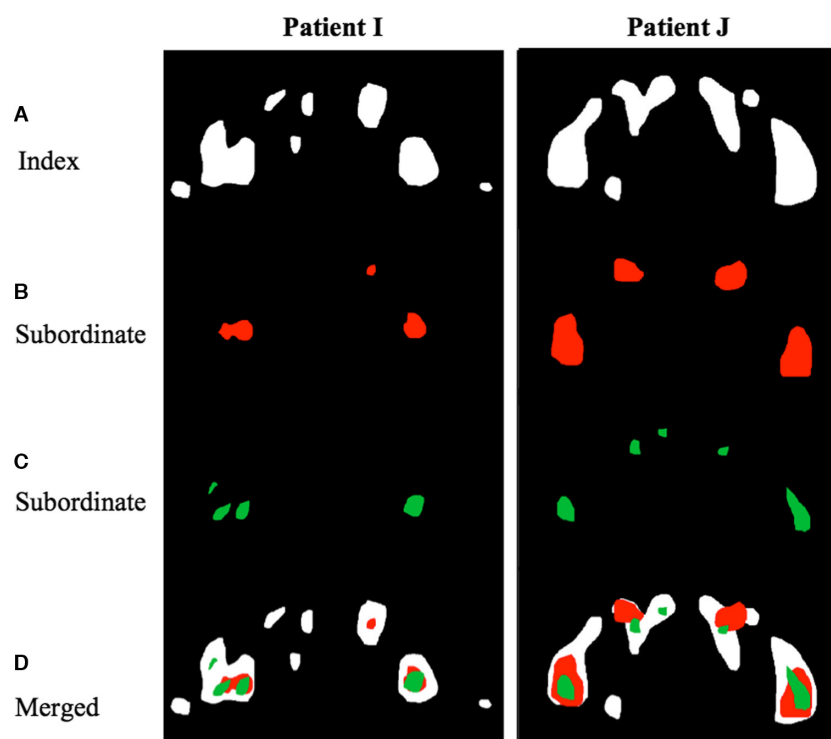 Patient I
Patient J
A
Index
B
Subordinate
C
Subordinate
D
Merged